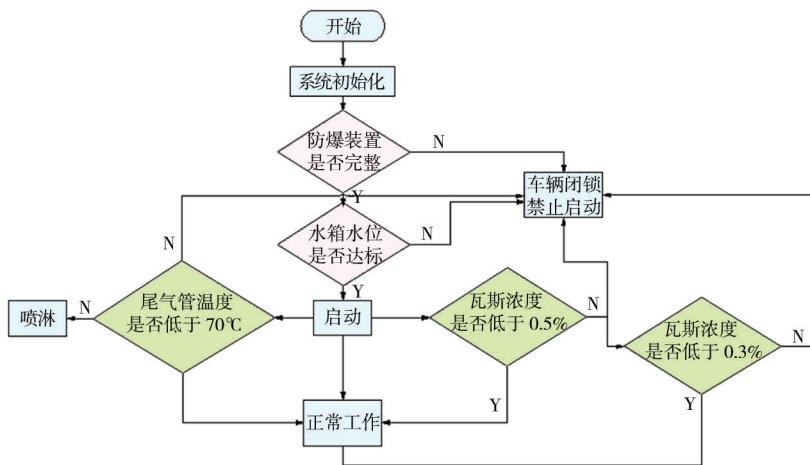 开始
系统初始化
防爆装置
是否完整
N
Y
车辆闭锁
禁止启动
水箱水位
是否达标
N
Y
N
尾气管温度
是否低于 70℃
N
喷淋
启动
瓦斯浓度
是否低于 0.5%
N
瓦斯浓度
是否低于 0.3%
N
Y
Y
正常工作